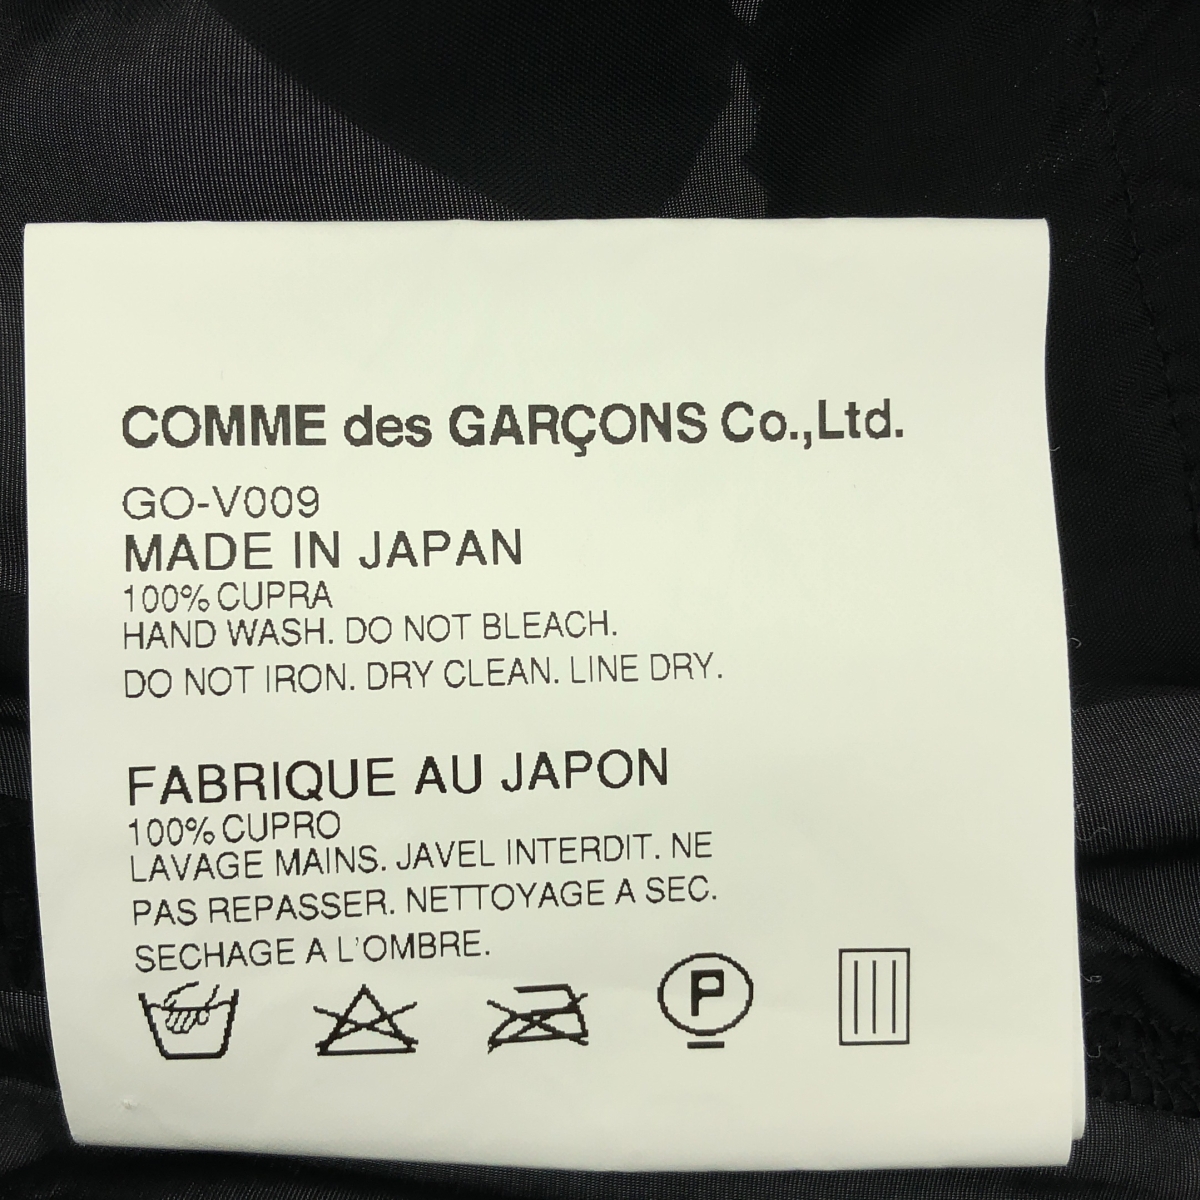 COMME des GARÇONS Co.,Ltd.
GO-V009
MADE IN JAPAN
100% CUPRA
HAND WASH. DO NOT BLEACH.
DO NOT IRON. DRY CLEAN. LINE DRY.
FABRIQUE AU JAPON
100% CUPRO
LAVAGE MAINS. JAVEL INTERDIT. NE
PAS REPASSER. NETTOYAGE A SEC.
SECHAGE A L'OMBRE.
P